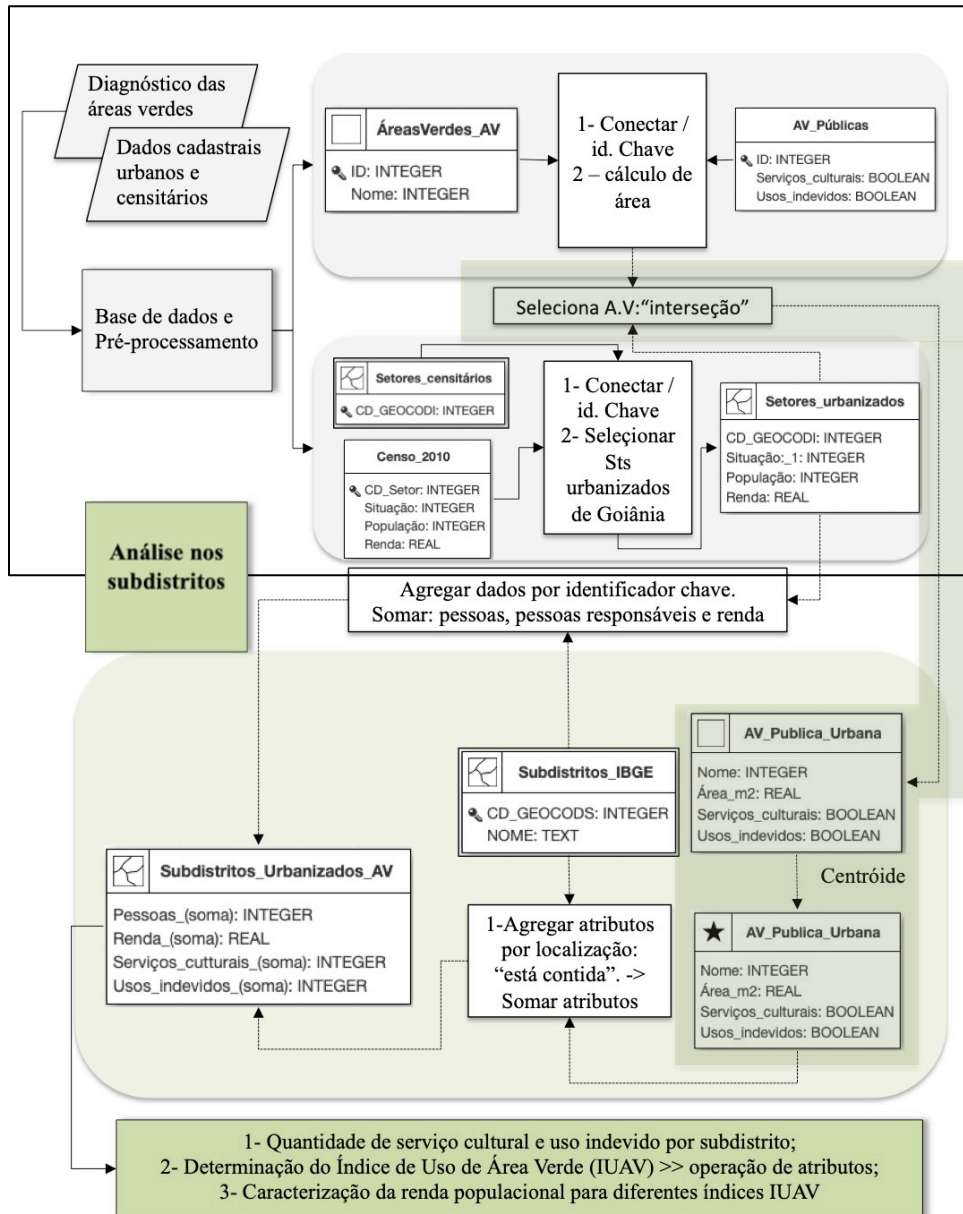 Diagnóstico das
áreas verdes
Dados cadastrais
urbanos e
censitários
Base de dados e
Pré-processamento
ÁreasVerdes_AV
ID: INTEGER
Nome: INTEGER
1- Conectar /
id. Chave
2 – cálculo de
área
AV_Públicas
ID: INTEGER
Serviços_culturais: BOOLEAN
Usos_indevidos: BOOLEAN
Seleciona A.V:“interseção”
Setores_censitários
CD_GEOCODI: INTEGER
Censo_2010
CD_Setor: INTEGER
Situação: INTEGER
População: INTEGER
Renda: REAL
1- Conectar /
id. Chave
2- Seleçionar
Sts
urbanizados
de Goiânia
Setores_urbanizados
CD_GEOCODI: INTEGER
Situação:_1: INTEGER
População: INTEGER
Renda: REAL
Análise nos
subdistritos
Agregar dados por identificador chave.
Somar: pessoas, pessoas responsáveis e renda
Subdistritos_IBGE
CD_GEOCODS: INTEGER
NOME: TEXT
AV_Publica_Urbana
Nome: INTEGER
Área_m2: REAL
Serviços_culturais: BOOLEAN
Usos_indevidos: BOOLEAN
Centróide
Subdistritos_Urbanizados_AV
Pessoas_(soma): INTEGER
Renda_(soma): REAL
Serviços_cutturais_(soma): INTEGER
Usos_indevidos_(soma): INTEGER
1-Agregar atributos
por localização:
“está contida”. ->
Somar atributos
AV_Publica_Urbana
Nome: INTEGER
Área_m2: REAL
Serviços_culturais: BOOLEAN
Usos_indevidos: BOOLEAN
1- Quantidade de serviço cultural e uso indevido por subdistrito;
2- Determinação do Índice de Uso de Área Verde (IUAV) >> operação de atributos;
3- Caracterização da renda populacional para diferentes índices IUAV